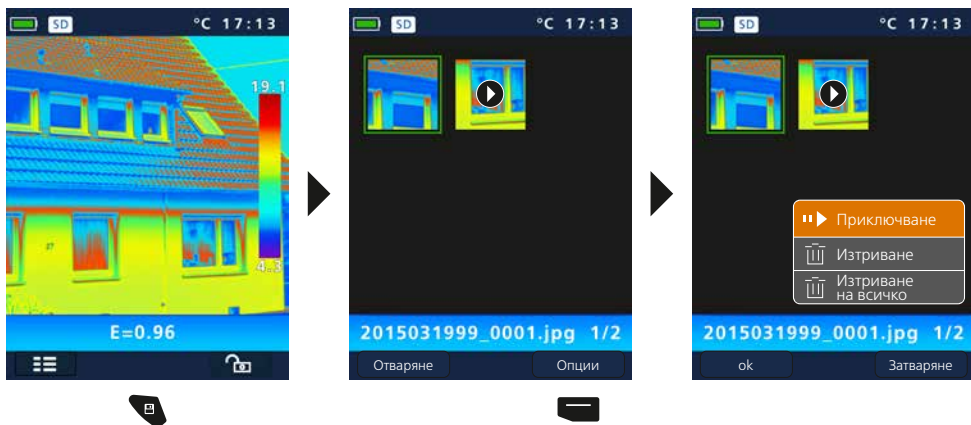 SD °C 17:13
19.1
4.3
E=0.96
SD °C 17:13
2015031999_0001.jpg 1/2
Отваряне Опции
SD °C 17:13
Приключване
Изтриване
Изтриване
на всичко
2015031999_0001.jpg 1/2
ok Затваряне